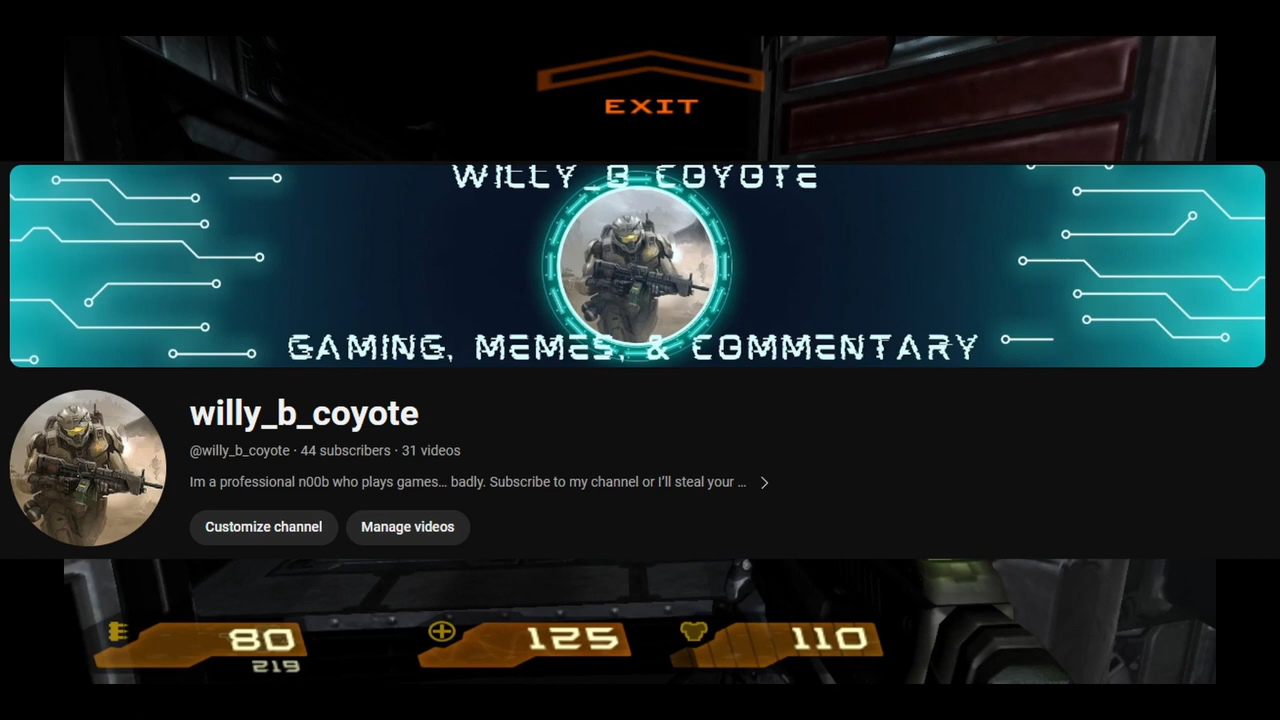 EXIT
WILLY_B COYOTE
GAMING, MEMES, & COMMENTARY
willy_b_coyote
@willy_b_coyote · 44 subscribers · 31 videos
Im a professional n00b who plays games… badly. Subscribe to my channel or I’ll steal your ...
Customize channel
Manage videos
80
125
110
219